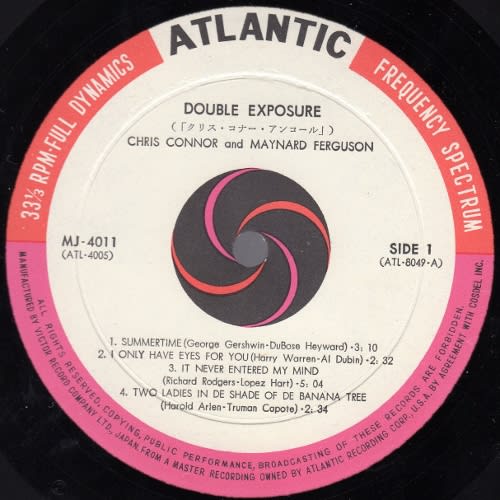 ATLANTIC
33⅓ RPM-FULL DYNAMICS
FREQUENCY SPECTRUM
DOUBLE EXPOSURE
(「クリス・コナー・アンコール」)
CHRIS CONNOR and MAYNARD FERGUSON
MJ-4011
(ATL-4005)
SIDE 1
(ATL-8049-A)
1. SUMMERTIME (George Gershwin-DuBose Heyward) • 3: 10
2. I ONLY HAVE EYES FOR YOU (Harry Warren-Al Dubin) • 2: 32
3. IT NEVER ENTERED MY MIND
(Richard Rodgers-Lopez Hart) • 5: 04
4. TWO LADIES IN DE SHADE OF DE BANANA TREE
(Harold Arlen-Truman Capote) • 2: 34
ALL RIGHTS RESERVED, COPYING, PUBLIC PERFORMANCE, BROADCASTING OF THESE RECORDS ARE FORBIDDEN.
MANUFACTURED BY VICTOR RECORD COMPANY LTD., JAPAN. FROM A MASTER RECORDING OWNED BY ATLANTIC RECORDING CORP., U.S.A. BY AGREEMENT WITH COSDEL INC.